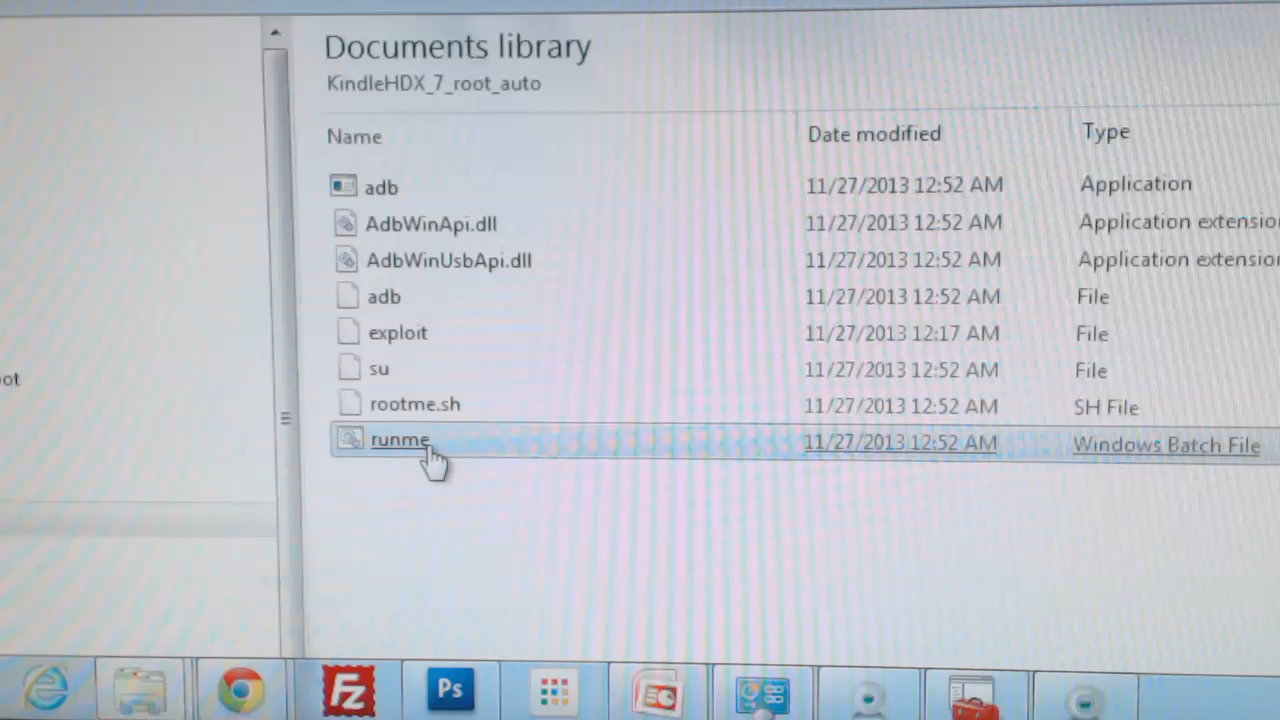 Documents library
KindleHDX_7_root_auto
Name Date modified Type
adb 11/27/2013 12:52 AM Application
AdbWinApi.dll 11/27/2013 12:52 AM Application extensio
AdbWinUsbApi.dll 11/27/2013 12:52 AM Application extensior
adb 11/27/2013 12:52 AM File
exploit 11/27/2013 12:17 AM File
su 11/27/2013 12:52 AM File
oot
rootme.sh 11/27/2013 12:52 AM SH File
runme 11/27/2013 12:52 AM Windows Batch File
Fz Ps